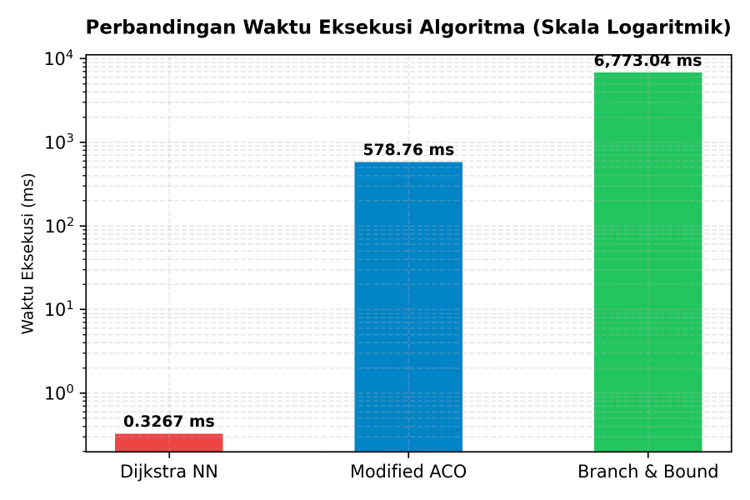 Perbandingan Waktu Eksekusi Algoritma (Skala Logaritmik)
10⁴
6,773.04 ms
10³
578.76 ms
10²
Waktu Eksekusi (ms)
10¹
10⁰
0.3267 ms
Dijkstra NN
Modified ACO
Branch & Bound